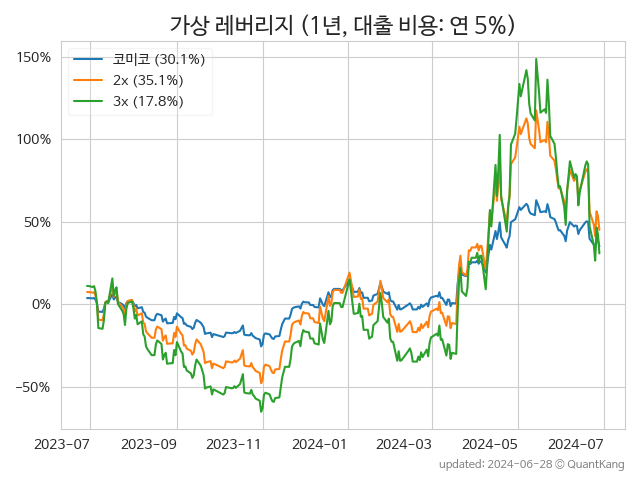 가상 레버리지 (1년, 대출 비용: 연 5%)
코미코 (30.1%)
2x (35.1%)
3x (17.8%)
150%
100%
50%
0%
−50%
2023-07 2023-09 2023-11 2024-01 2024-03 2024-05 2024-07
updated: 2024-06-28 © QuantKang